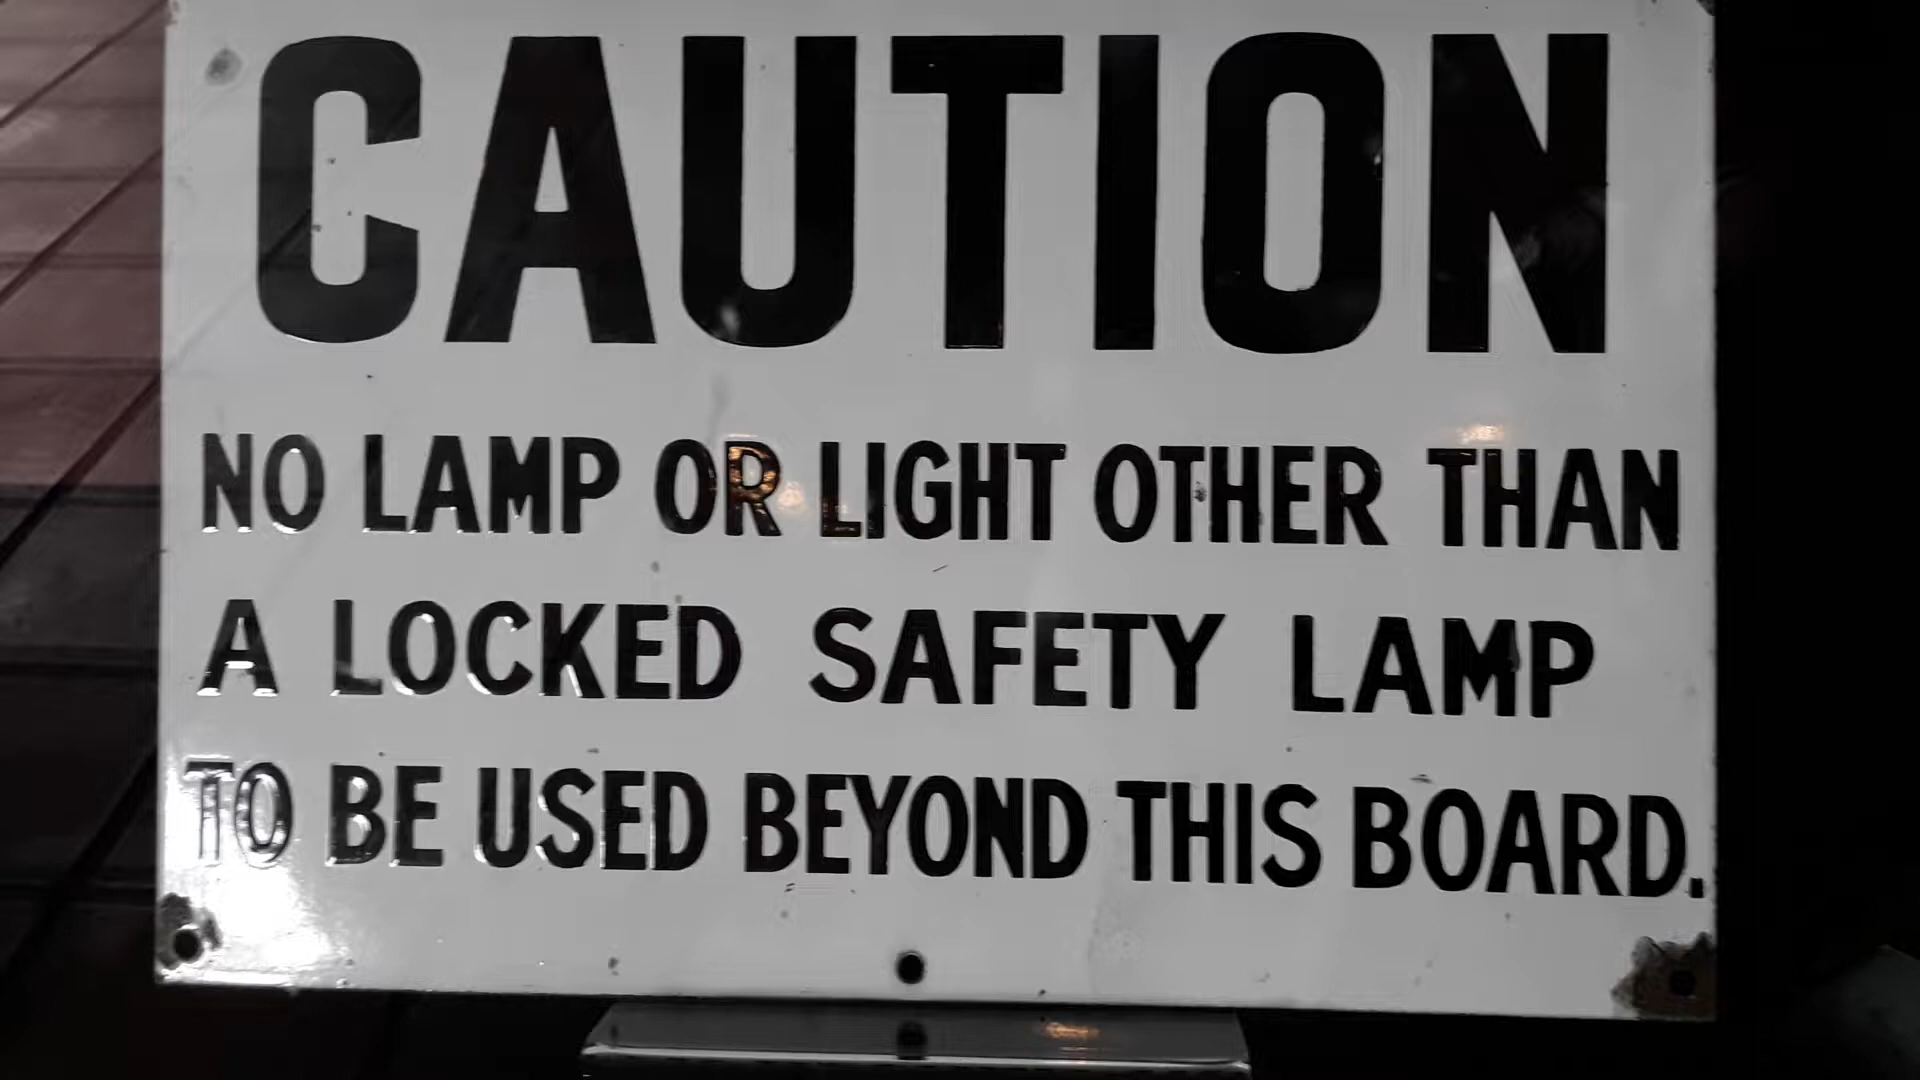 CAUTION
NO LAMP OR LIGHT OTHER THAN
A LOCKED SAFETY LAMP
TO BE USED BEYOND THIS BOARD.